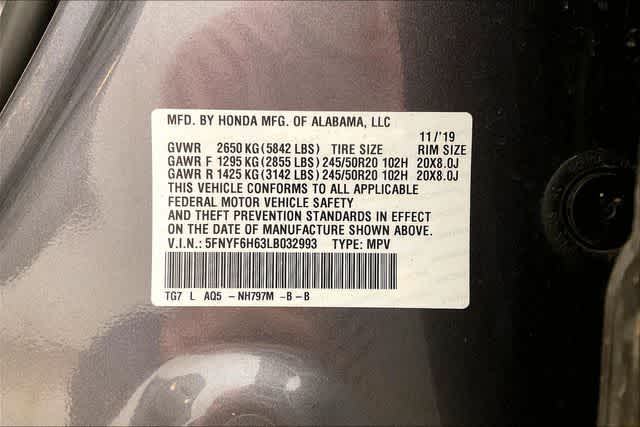 MFD. BY HONDA MFG. OF ALABAMA, LLC
11/'19
GVWR 2650 KG (5842 LBS) TIRE SIZE RIM SIZE
GAWR F 1295 KG (2855 LBS) 245/50R20 102H 20X8.0J
GAWR R 1425 KG (3142 LBS) 245/50R20 102H 20X8.0J
THIS VEHICLE CONFORMS TO ALL APPLICABLE
FEDERAL MOTOR VEHICLE SAFETY
AND THEFT PREVENTION STANDARDS IN EFFECT
ON THE DATE OF MANUFACTURE SHOWN ABOVE.
V.I.N.: 5FNYF6H63LB032993 TYPE: MPV
TG7 L AQ5 - NH797M -B-B